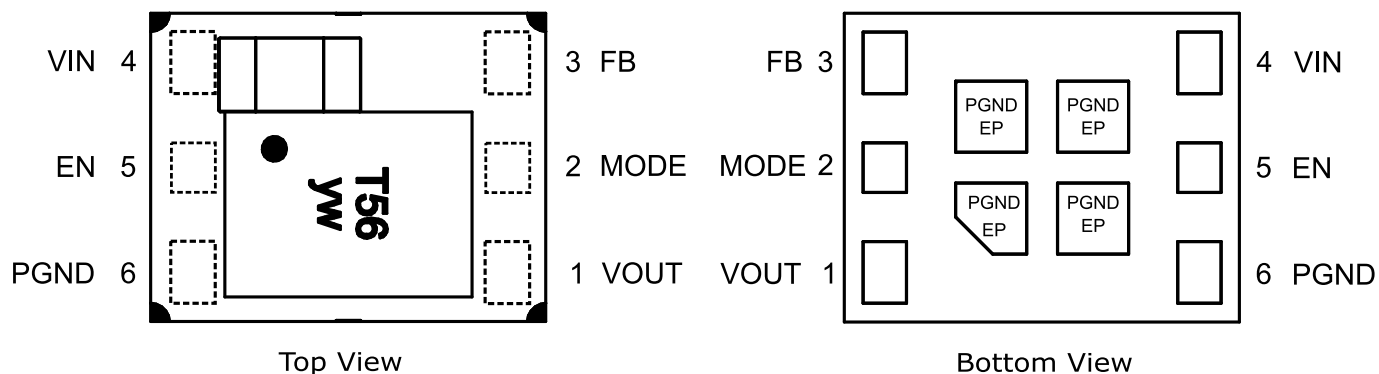 VIN 4
3 FB
EN 5
2 MODE
PGND 6
1 VOUT
T56
yw
Top View
FB 3
4 VIN
MODE 2
5 EN
VOUT 1
6 PGND
PGND
EP
PGND
EP
PGND
EP
PGND
EP
Bottom View